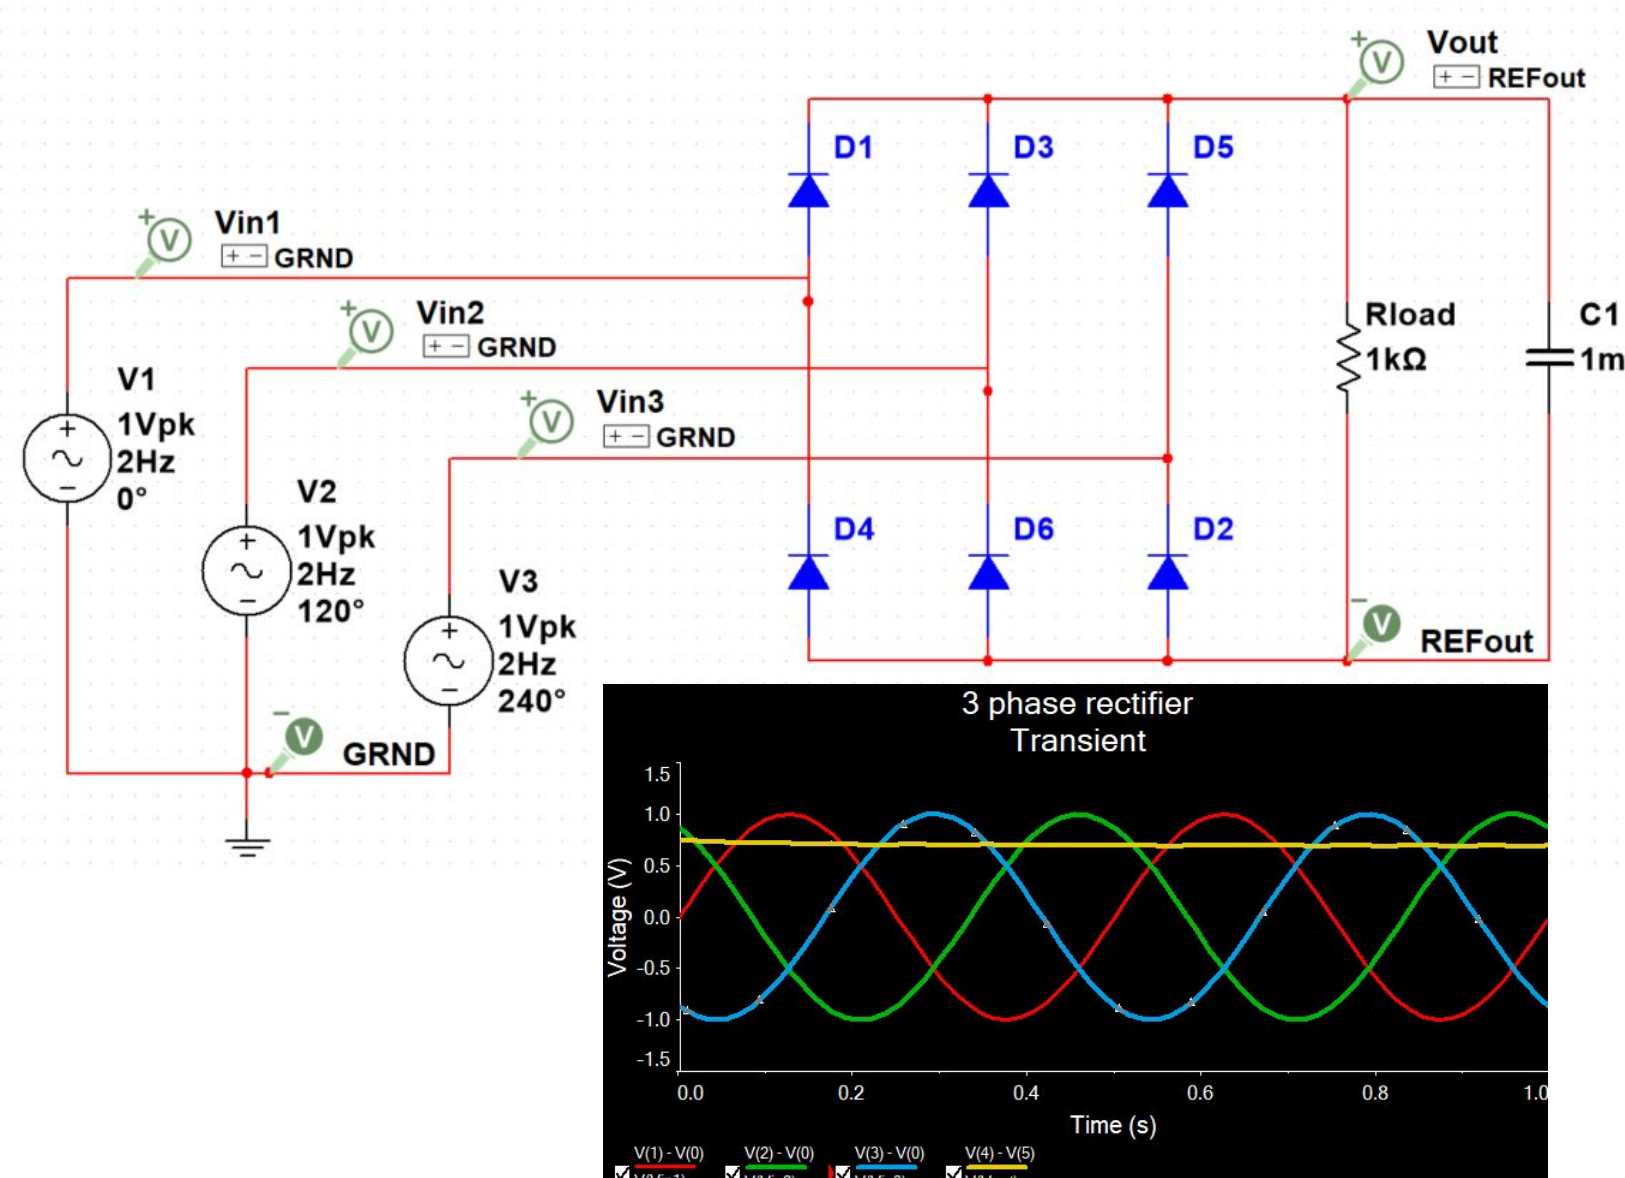 Vout
+ - REFout
D1
D3
D5
Vin1
+ - GRND
Vin2
+ - GRND
Vin3
+ - GRND
Rload
1kΩ
C1
1m
V1
1Vpk
2Hz
0°
V2
1Vpk
2Hz
120°
V3
1Vpk
2Hz
240°
D4
D6
D2
REFout
GRND
3 phase rectifier
Transient
1.5
1.0
0.5
0.0
-0.5
-1.0
-1.5
Voltage (V)
0.0 0.2 0.4 0.6 0.8 1.0
Time (s)
V(1) - V(0) V(2) - V(0) V(3) - V(0) V(4) - V(5)